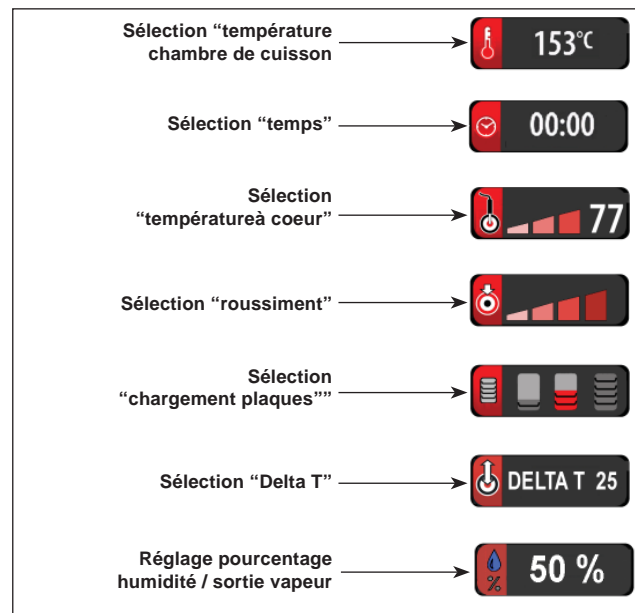 Sélection “température
chambre de cuisson
153°C
Sélection “temps”
00:00
Sélection
“températureà coeur”
77
Sélection “roussiment”
Sélection
“chargement plaques””
Sélection “Delta T”
DELTA T 25
Réglage pourcentage
humidité / sortie vapeur
%
50 %